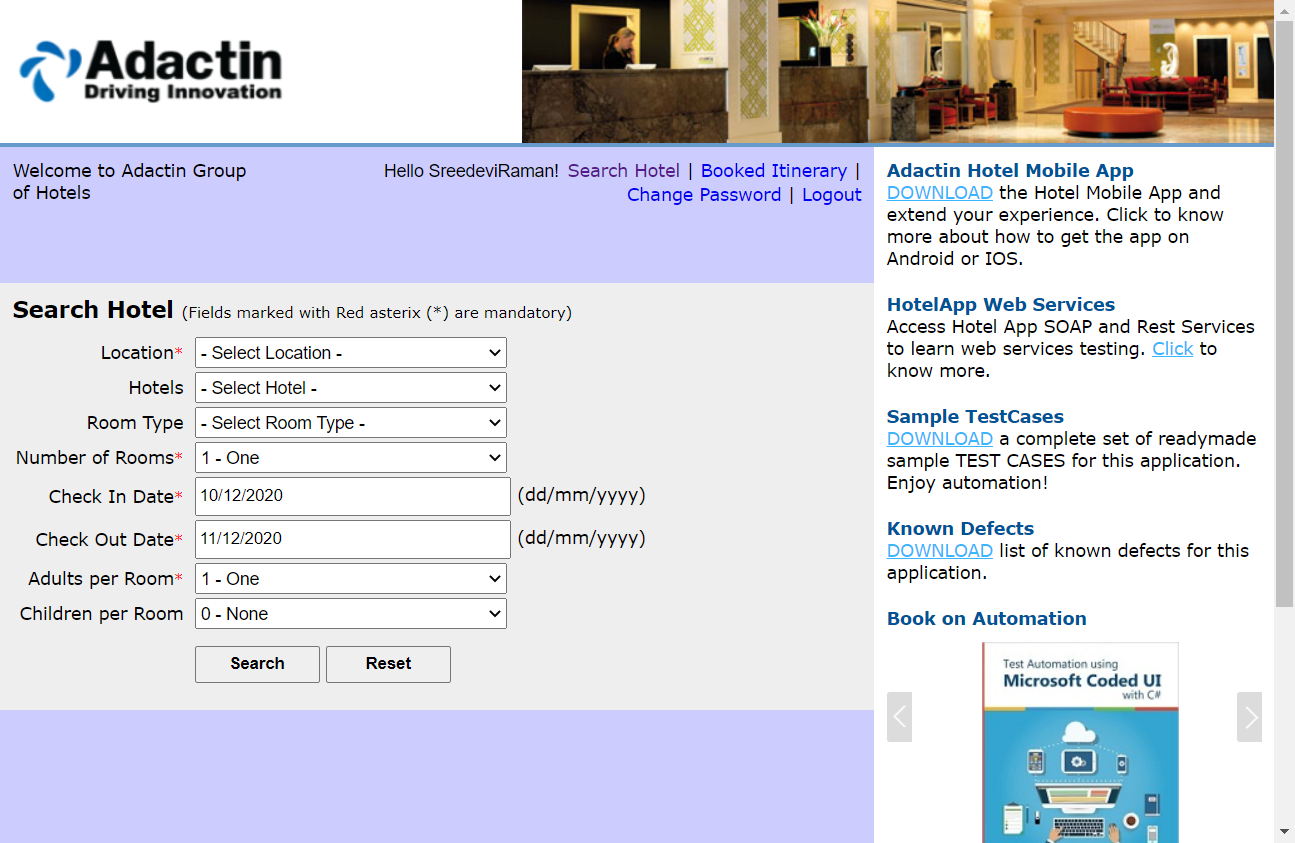 Adactin
Driving Innovation
Welcome to Adactin Group
of Hotels
Hello SreedeviRaman! Search Hotel | Booked Itinerary |
Change Password | Logout
Search Hotel (Fields marked with Red asterix (*) are mandatory)
Location* - Select Location -
Hotels - Select Hotel -
Room Type - Select Room Type -
Number of Rooms* 1 - One
Check In Date* 10/12/2020 (dd/mm/yyyy)
Check Out Date* 11/12/2020 (dd/mm/yyyy)
Adults per Room* 1 - One
Children per Room 0 - None
Search Reset
Adactin Hotel Mobile App
DOWNLOAD the Hotel Mobile App and
extend your experience. Click to know
more about how to get the app on
Android or IOS.
HotelApp Web Services
Access Hotel App SOAP and Rest Services
to learn web services testing. Click to
know more.
Sample TestCases
DOWNLOAD a complete set of readymade
sample TEST CASES for this application.
Enjoy automation!
Known Defects
DOWNLOAD list of known defects for this
application.
Book on Automation
Test Automation using
Microsoft Coded UI
with C#